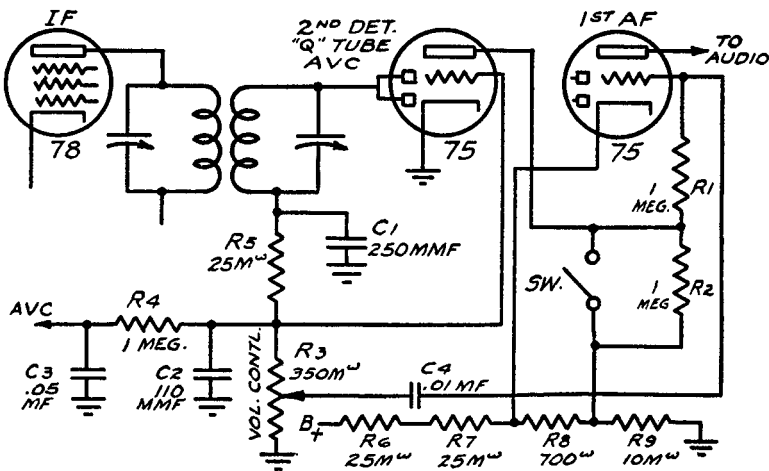 IF
2ND DET.
"Q" TUBE
AVC
1ST AF
TO
AUDIO
78
75
75
R1
1
MEG.
C1
250MMF
R5
25Mω
SW.
1
MEG
R2
AVC
R4
1 MEG.
VOL. CONTL.
R3
350Mω
C4
.01 MF
C3
.05
MF
C2
110
MMF
B+
R6
25Mω
R7
25Mω
R8
700ω
R9
10Mω